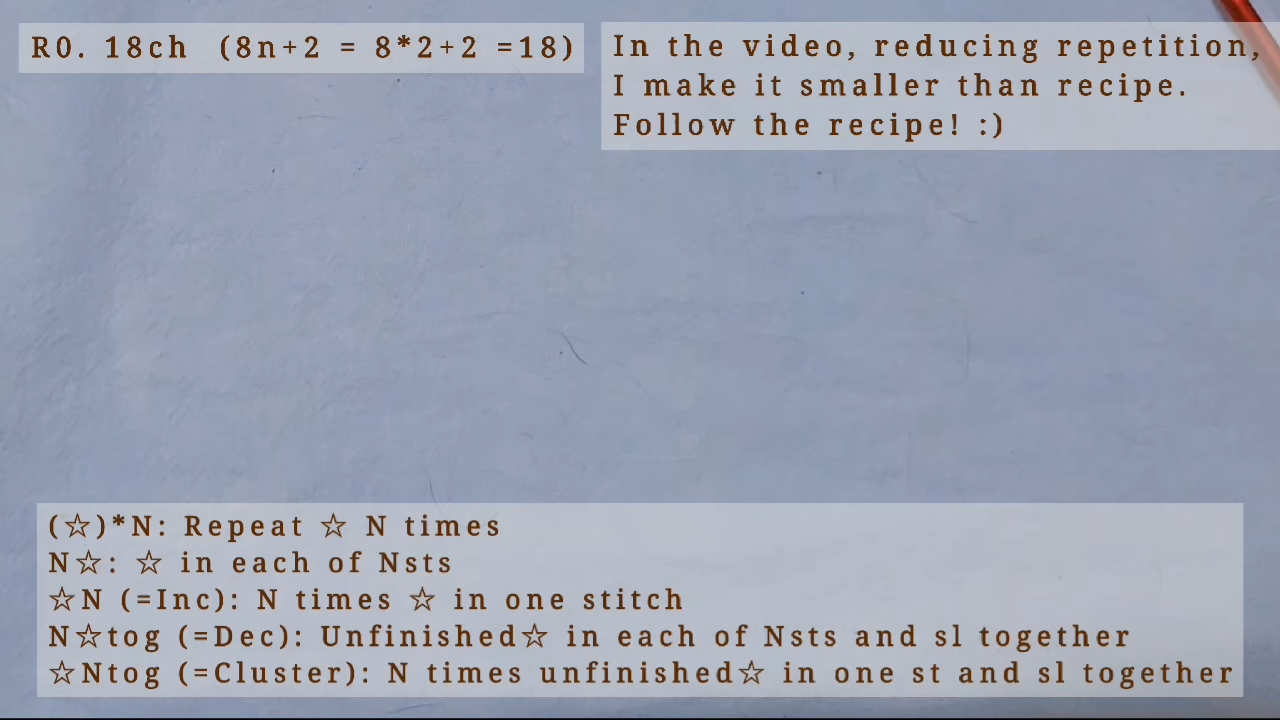 R0. 18ch (8n+2 = 8*2+2 =18)
In the video, reducing repetition,
I make it smaller than recipe.
Follow the recipe! :)
(☆)*N: Repeat ☆ N times
N☆: ☆ in each of Nsts
☆N (=Inc): N times ☆ in one stitch
N☆tog (=Dec): Unfinished☆ in each of Nsts and sl together
☆Ntog (=Cluster): N times unfinished☆ in one st and sl together